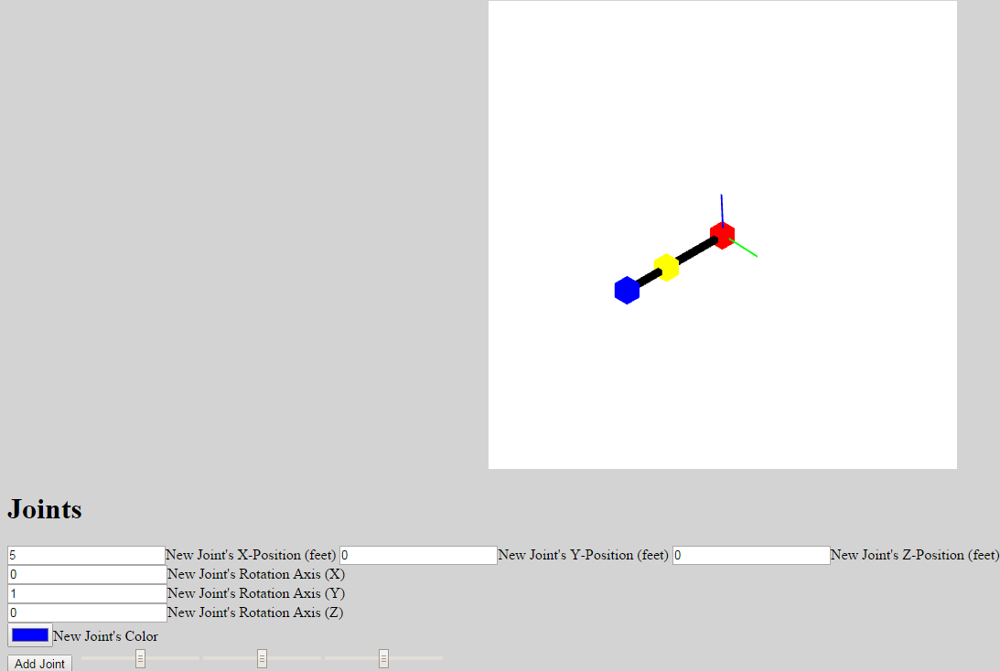 Joints
5 New Joint's X-Position (feet) 0 New Joint's Y-Position (feet) 0 New Joint's Z-Position (feet)
0 New Joint's Rotation Axis (X)
1 New Joint's Rotation Axis (Y)
0 New Joint's Rotation Axis (Z)
New Joint's Color
Add Joint